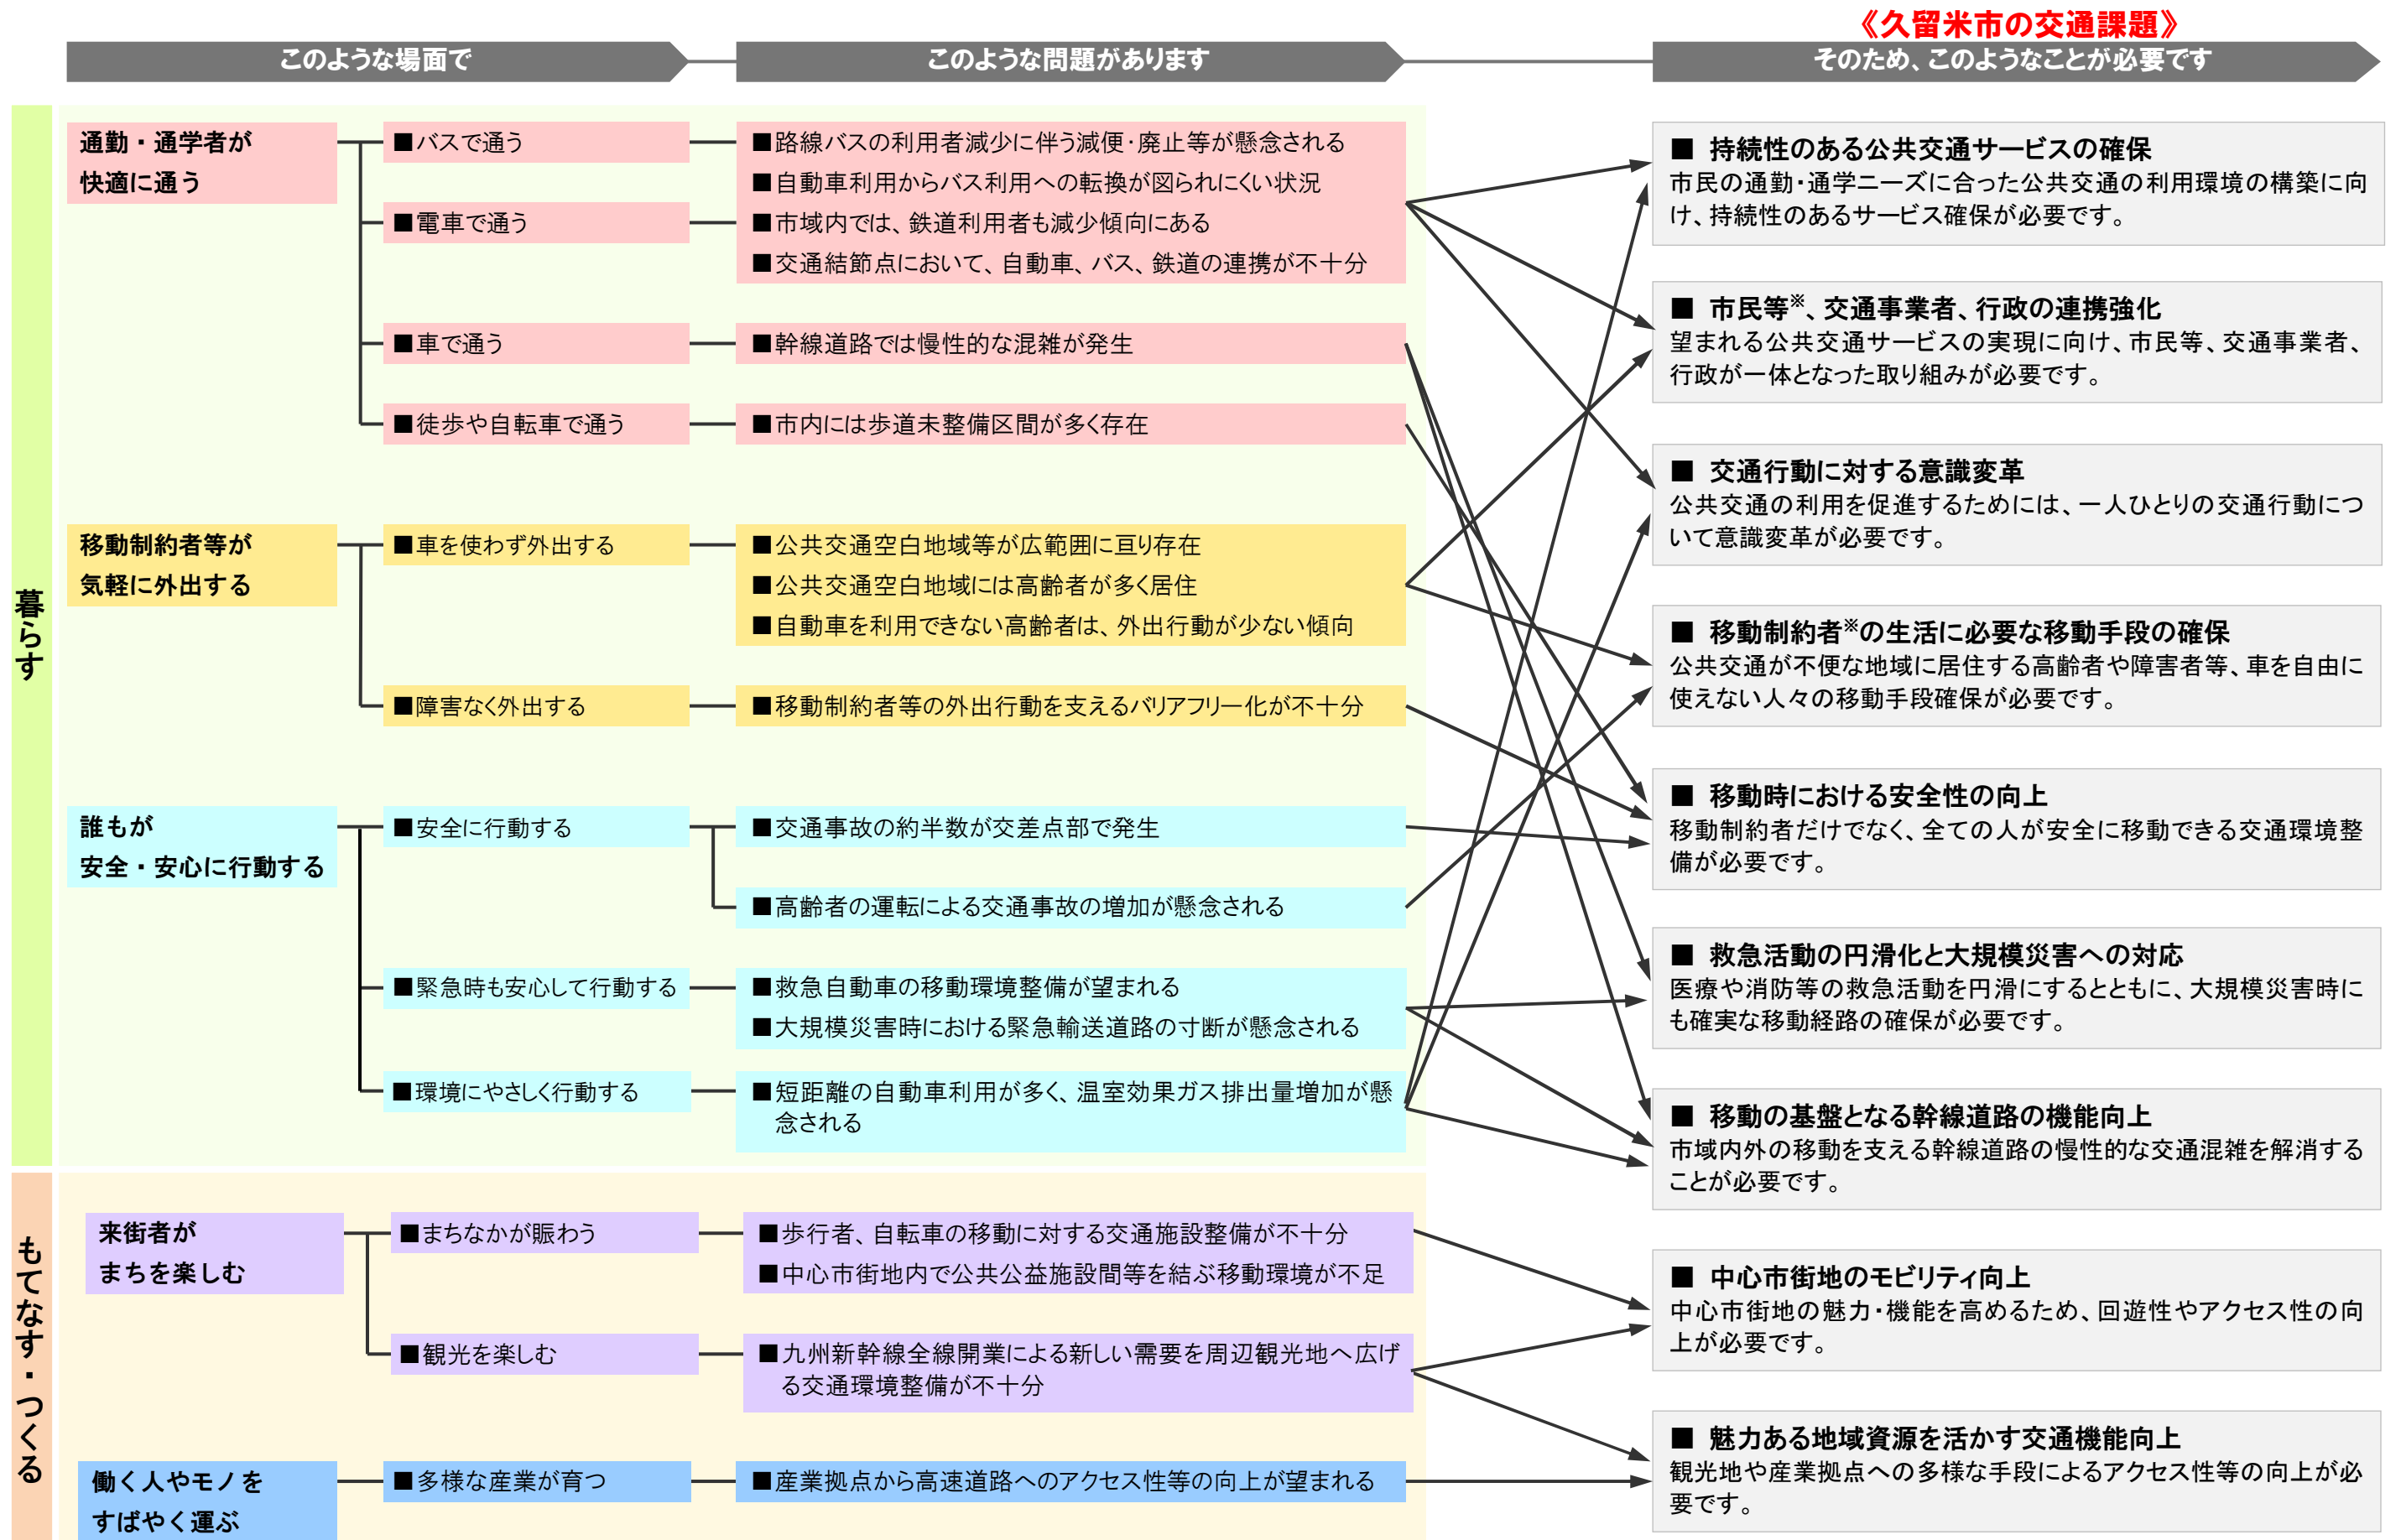 《久留米市の交通課題》
このような場面で
このような問題があります
そのため、このようなことが必要です
暮らす
通勤・通学者が
快適に通う
■バスで通う
■電車で通う
■車で通う
■徒歩や自転車で通う
■路線バスの利用者減少に伴う減便・廃止等が懸念される
■自動車利用からバス利用への転換が図られにくい状況
■市域内では、鉄道利用者も減少傾向にある
■交通結節点において、自動車、バス、鉄道の連携が不十分
■幹線道路では慢性的な混雑が発生
■市内には歩道未整備区間が多く存在
移動制約者等が
気軽に外出する
■車を使わず外出する
■障害なく外出する
■公共交通空白地域等が広範囲に亘り存在
■公共交通空白地域には高齢者が多く居住
■自動車を利用できない高齢者は、外出行動が少ない傾向
■移動制約者等の外出行動を支えるバリアフリー化が不十分
誰もが
安全・安心に行動する
■安全に行動する
■緊急時も安心して行動する
■環境にやさしく行動する
■交通事故の約半数が交差点部で発生
■高齢者の運転による交通事故の増加が懸念される
■救急自動車の移動環境整備が望まれる
■大規模災害時における緊急輸送道路の寸断が懸念される
■短距離の自動車利用が多く、温室効果ガス排出量増加が懸
念される
もてなす・つくる
来街者が
まちを楽しむ
■まちなかが賑わう
■観光を楽しむ
■歩行者、自転車の移動に対する交通施設整備が不十分
■中心市街地内で公共公益施設間等を結ぶ移動環境が不足
■九州新幹線全線開業による新しい需要を周辺観光地へ広げ
る交通環境整備が不十分
働く人やモノを
すばやく運ぶ
■多様な産業が育つ
■産業拠点から高速道路へのアクセス性等の向上が望まれる
■ 持続性のある公共交通サービスの確保
市民の通勤・通学ニーズに合った公共交通の利用環境の構築に向
け、持続性のあるサービス確保が必要です。
■ 市民等※、交通事業者、行政の連携強化
望まれる公共交通サービスの実現に向け、市民等、交通事業者、
行政が一体となった取り組みが必要です。
■ 交通行動に対する意識変革
公共交通の利用を促進するためには、一人ひとりの交通行動につ
いて意識変革が必要です。
■ 移動制約者※の生活に必要な移動手段の確保
公共交通が不便な地域に居住する高齢者や障害者等、車を自由に
使えない人々の移動手段確保が必要です。
■ 移動時における安全性の向上
移動制約者だけでなく、全ての人が安全に移動できる交通環境整
備が必要です。
■ 救急活動の円滑化と大規模災害への対応
医療や消防等の救急活動を円滑にするとともに、大規模災害時に
も確実な移動経路の確保が必要です。
■ 移動の基盤となる幹線道路の機能向上
市域内外の移動を支える幹線道路の慢性的な交通混雑を解消する
ことが必要です。
■ 中心市街地のモビリティ向上
中心市街地の魅力・機能を高めるため、回遊性やアクセス性の向
上が必要です。
■ 魅力ある地域資源を活かす交通機能向上
観光地や産業拠点への多様な手段によるアクセス性等の向上が必
要です。